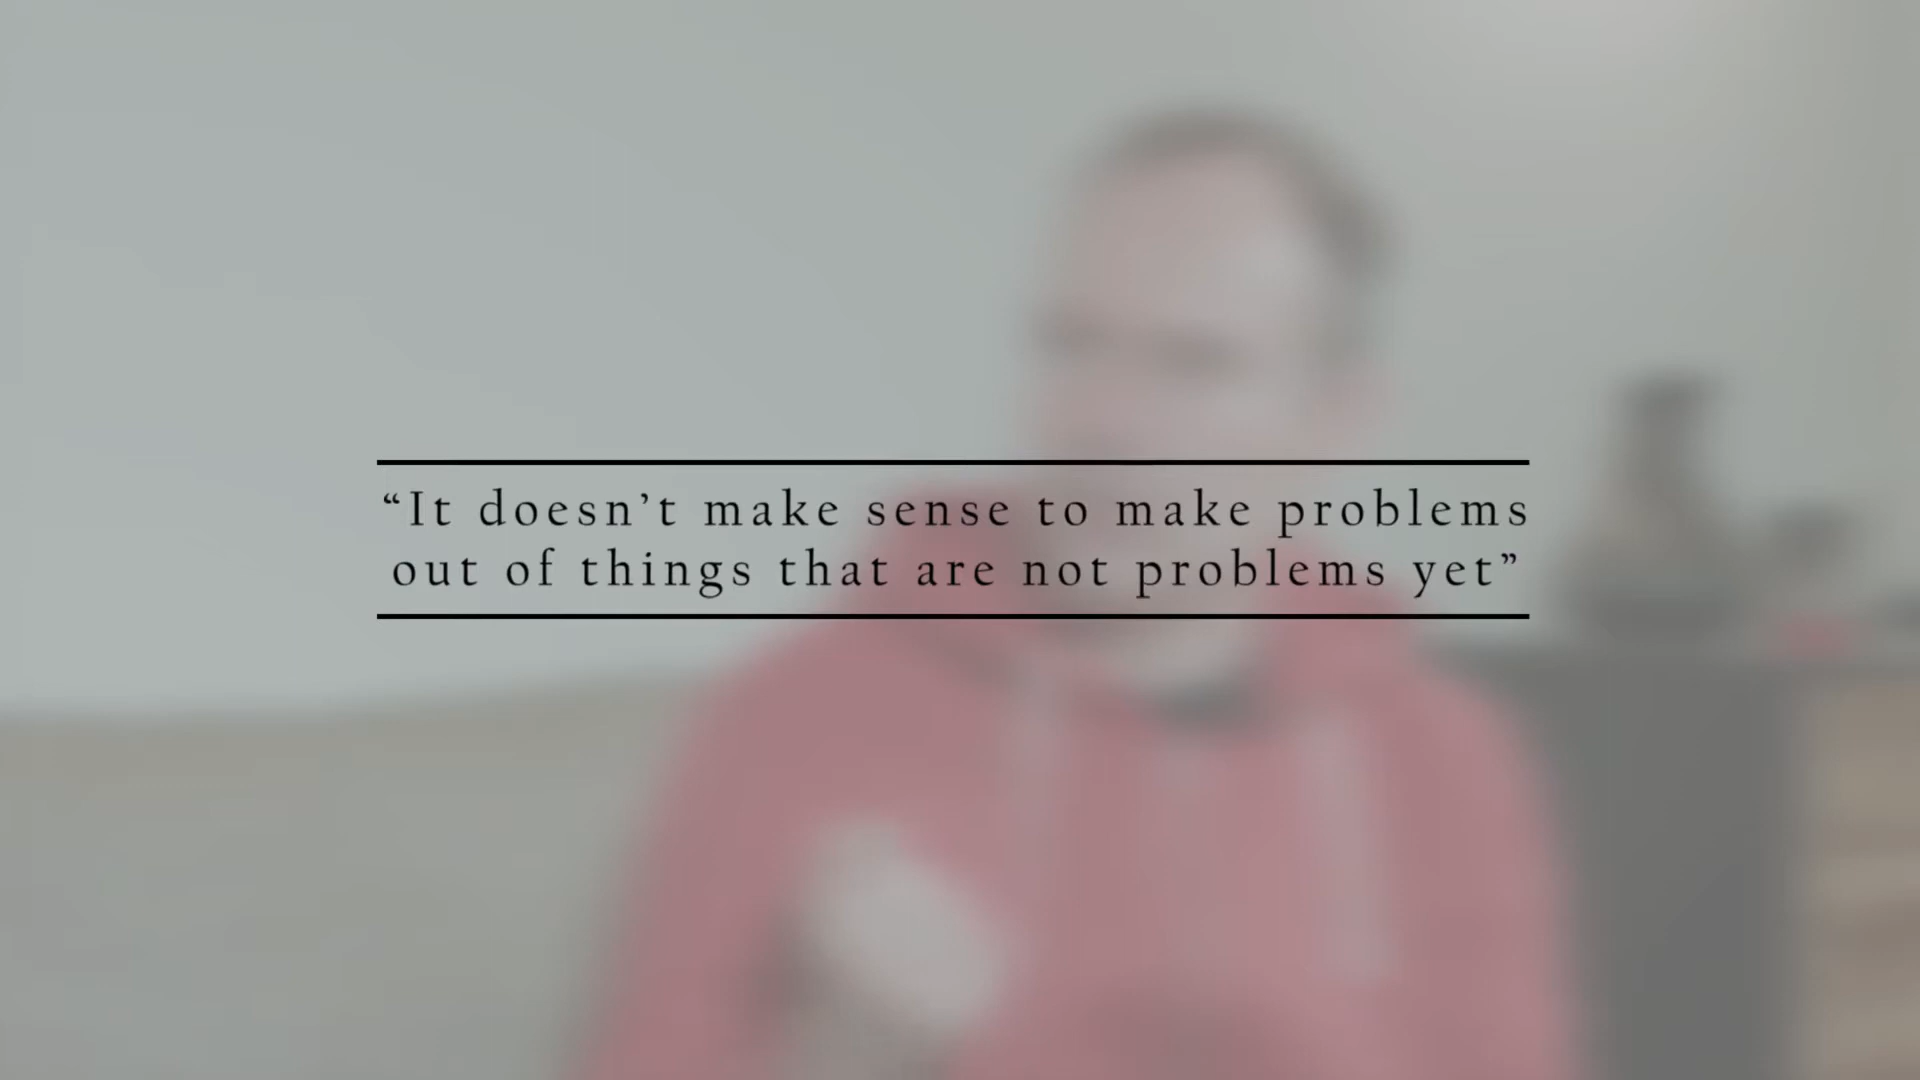 “It doesn’t make sense to make problems
out of things that are not problems yet”